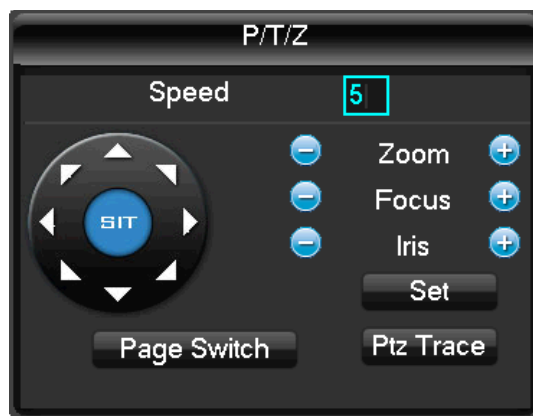 P/T/Z
Speed 5
Zoom
SIT Focus
Iris
Set
Page Switch Ptz Trace